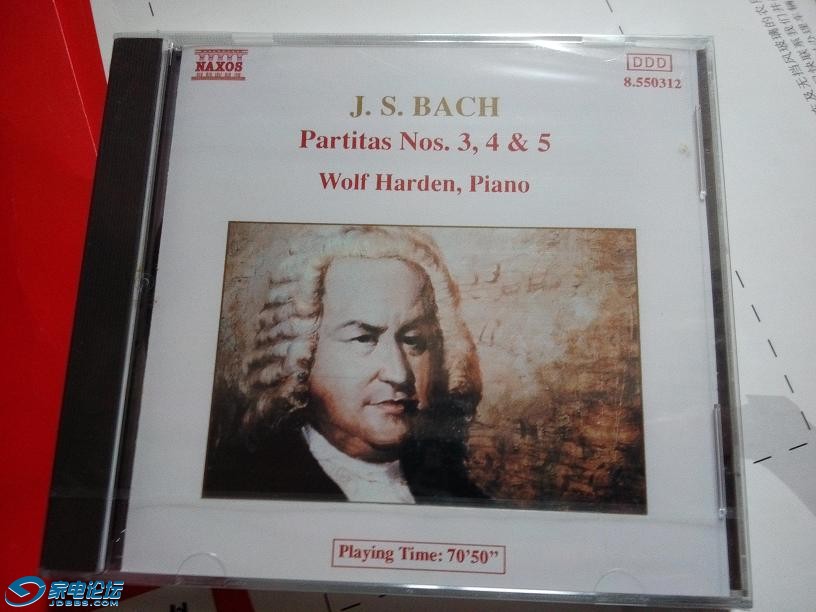 NAXOS
DDD
8.550312
J. S. BACH
Partitas Nos. 3, 4 & 5
Wolf Harden, Piano
Playing Time: 70'50"
家电论坛
JDBBS.COM